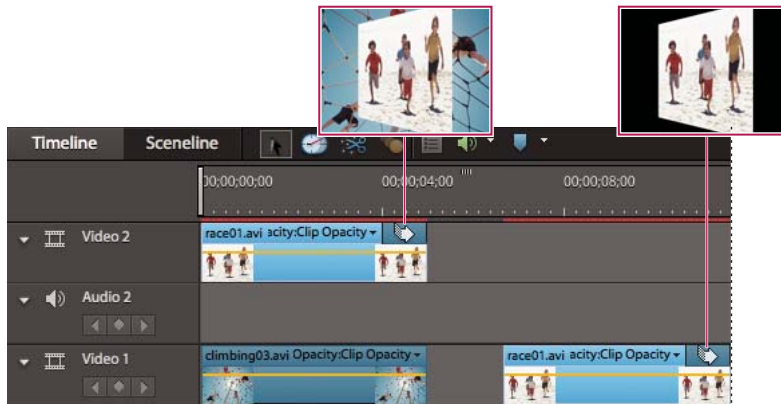 Timeline Sceneline
00;00;00;00 00;00;04;00 00;00;08;00
Video 2
race01.avi acity:Clip Opacity
Audio 2
Video 1
climbing03.avi Opacity:Clip Opacity race01.avi acity:Clip Opacity